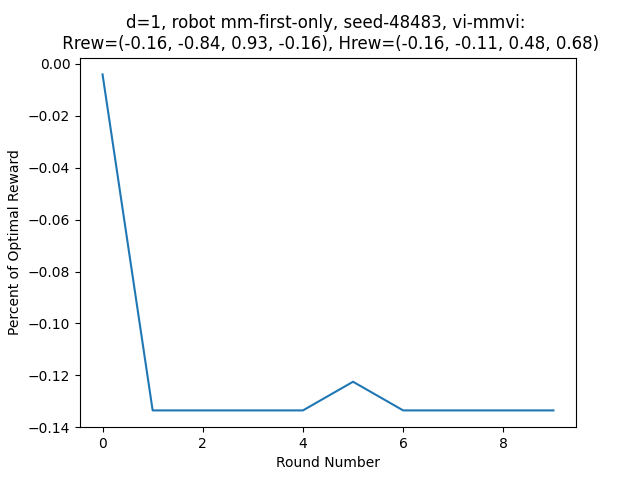 d=1, robot mm-first-only, seed-48483, vi-mmvi:
Rrew=(-0.16, -0.84, 0.93, -0.16), Hrew=(-0.16, -0.11, 0.48, 0.68)
0.00
−0.02
−0.04
−0.06
−0.08
−0.10
−0.12
−0.14
Percent of Optimal Reward
0 2 4 6 8
Round Number